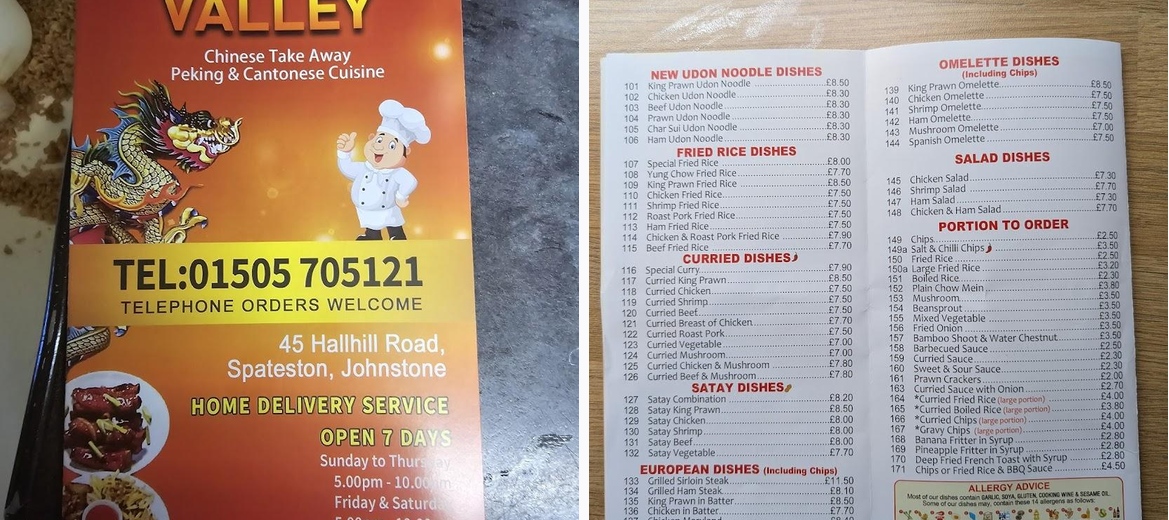 VALLEY
Chinese Take Away
Peking & Cantonese Cuisine
TEL:01505 705121
TELEPHONE ORDERS WELCOME
45 Hallhill Road,
Spateston, Johnstone
HOME DELIVERY SERVICE
OPEN 7 DAYS
Sunday to Thursday
5.00pm - 10.00pm
Friday & Saturday
NEW UDON NOODLE DISHES
101 King Prawn Udon Noodle £8.50
102 Chicken Udon Noodle £8.30
103 Beef Udon Noodle £8.30
104 Prawn Udon Noodle £8.30
105 Char Sui Udon Noodle £8.30
106 Ham Udon Noodle £8.30
FRIED RICE DISHES
107 Special Fried Rice £8.00
108 Yung Chow Fried Rice £7.70
109 King Prawn Fried Rice £8.50
110 Chicken Fried Rice £7.50
111 Shrimp Fried Rice £7.50
112 Roast Pork Fried Rice £7.50
113 Ham Fried Rice £7.50
114 Chicken & Roast Pork Fried Rice £7.90
115 Beef Fried Rice £7.70
CURRIED DISHES
116 Special Curry £7.90
117 Curried King Prawn £8.50
118 Curried Chicken £7.50
119 Curried Shrimp £7.50
120 Curried Beef £7.50
121 Curried Breast of Chicken £7.70
122 Curried Roast Pork £7.50
123 Curried Vegetable £7.00
124 Curried Mushroom £7.00
125 Curried Chicken & Mushroom £7.80
126 Curried Beef & Mushroom £7.80
SATAY DISHES
127 Satay Combination £8.20
128 Satay King Prawn £8.50
129 Satay Chicken £8.00
130 Satay Shrimp £8.00
131 Satay Beef £8.00
132 Satay Vegetable £7.50
EUROPEAN DISHES (Including Chips)
133 Grilled Sirloin Steak £11.50
134 Grilled Ham Steak £8.10
135 King Prawn in Batter £8.50
136 Chicken in Batter £7.70
OMELETTE DISHES
(Including Chips)
139 King Prawn Omelette £8.50
140 Chicken Omelette £7.50
141 Shrimp Omelette £7.50
142 Ham Omelette £7.50
143 Mushroom Omelette £7.00
144 Spanish Omelette £7.50
SALAD DISHES
145 Chicken Salad £7.30
146 Shrimp Salad £7.70
147 Ham Salad £7.30
148 Chicken & Ham Salad £7.70
PORTION TO ORDER
149 Chips £2.50
149a Salt & Chilli Chips £3.50
150 Fried Rice £2.50
150a Large Fried Rice £3.20
151 Boiled Rice £2.30
152 Plain Chow Mein £3.80
153 Mushroom £3.50
154 Beansprout £3.50
155 Mixed Vegetable £3.50
156 Fried Onion £3.50
157 Bamboo Shoot & Water Chestnut £3.50
158 Barbecued Sauce £2.50
159 Curried Sauce £2.30
160 Sweet & Sour Sauce £2.30
161 Prawn Crackers £2.00
163 Curried Sauce with Onion £2.70
164 *Curried Fried Rice (large portion) £4.00
165 *Curried Boiled Rice (large portion) £3.80
166 *Curried Chips (large portion) £4.00
167 *Gravy Chips (large portion) £4.00
168 Banana Fritter in Syrup £2.80
169 Pineapple Fritter in Syrup £2.80
170 Deep Fried French Toast with Syrup £2.80
171 Chips or Fried Rice & BBQ Sauce £4.50
ALLERGY ADVICE
Most of our dishes contain GARLIC, SOYA, GLUTEN, COOKING WINE & SESAME OIL.
Some of our dishes may, contain these 14 allergens as follows: